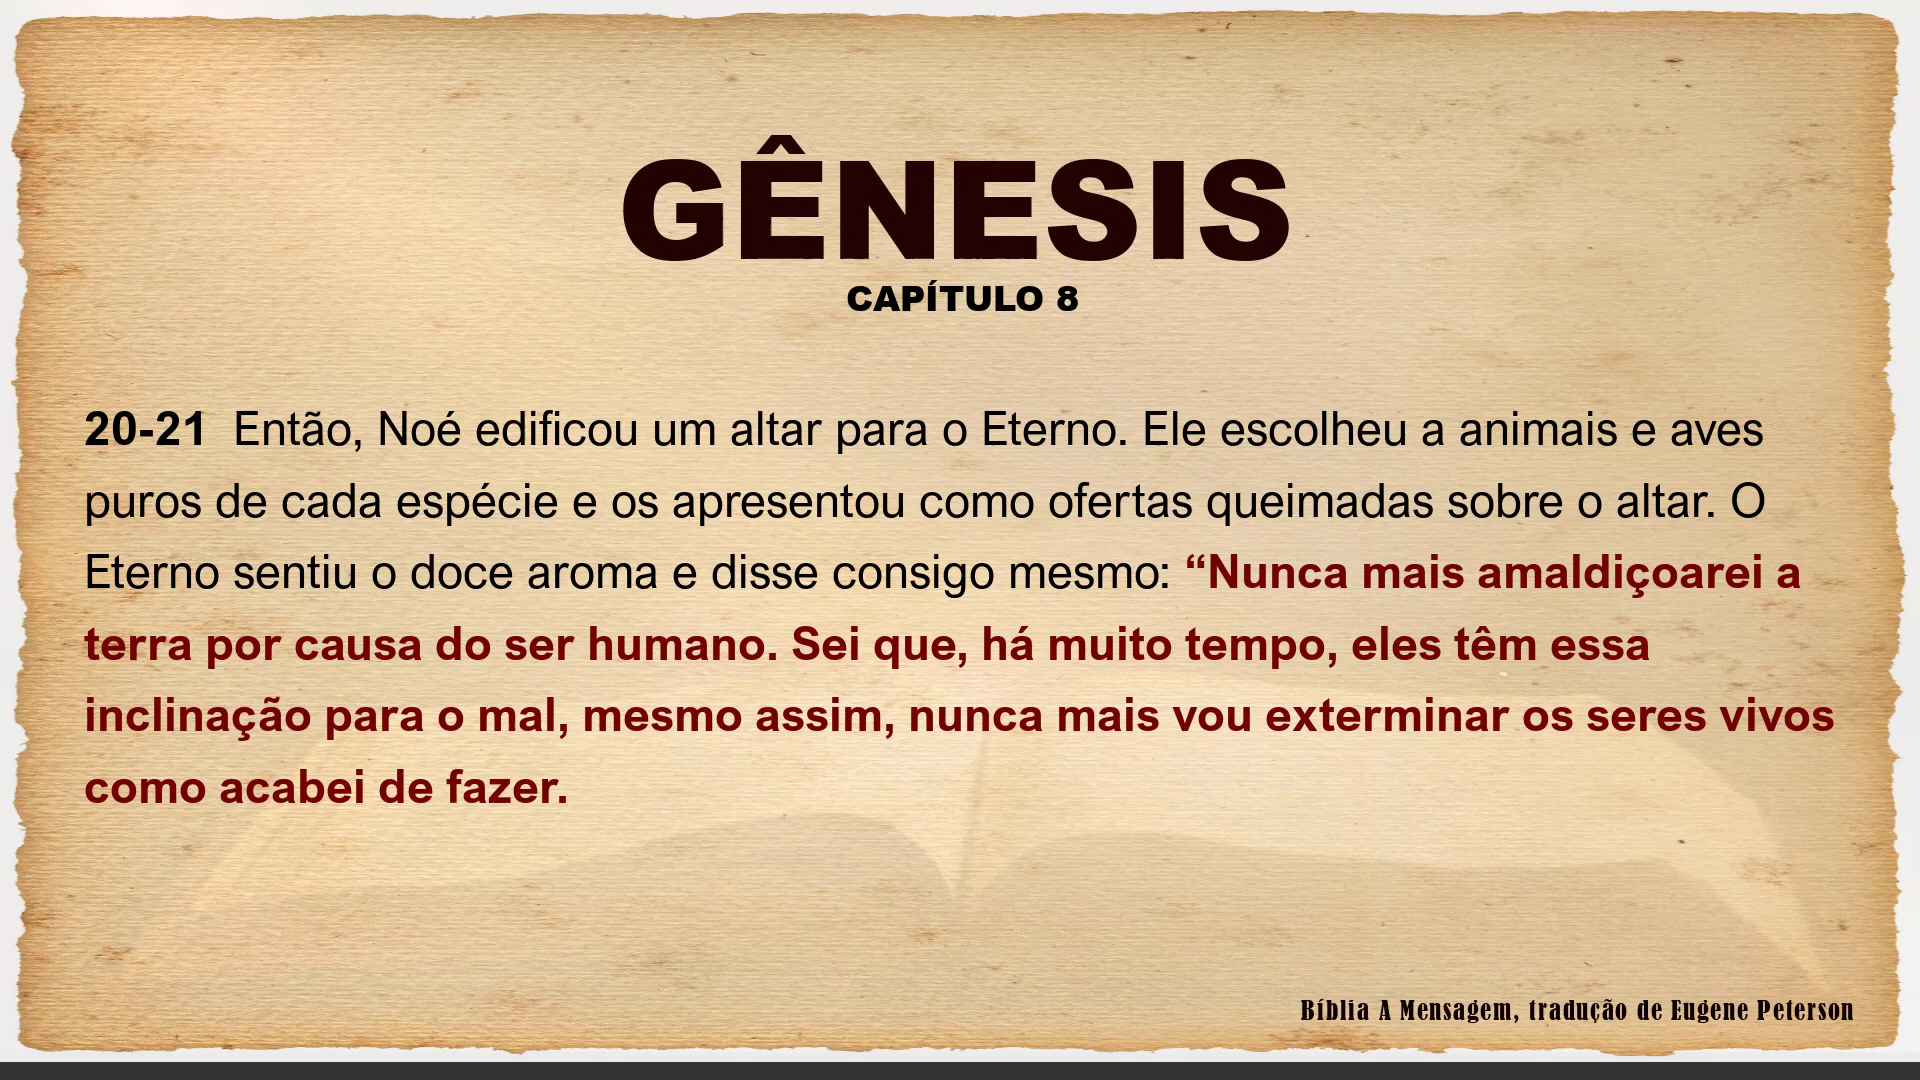 GÊNESIS
CAPÍTULO 8
20-21 Então, Noé edificou um altar para o Eterno. Ele escolheu a animais e aves
puros de cada espécie e os apresentou como ofertas queimadas sobre o altar. O
Eterno sentiu o doce aroma e disse consigo mesmo: “Nunca mais amaldiçoarei a
terra por causa do ser humano. Sei que, há muito tempo, eles têm essa
inclinação para o mal, mesmo assim, nunca mais vou exterminar os seres vivos
como acabei de fazer.
Bíblia A Mensagem, tradução de Eugene Peterson